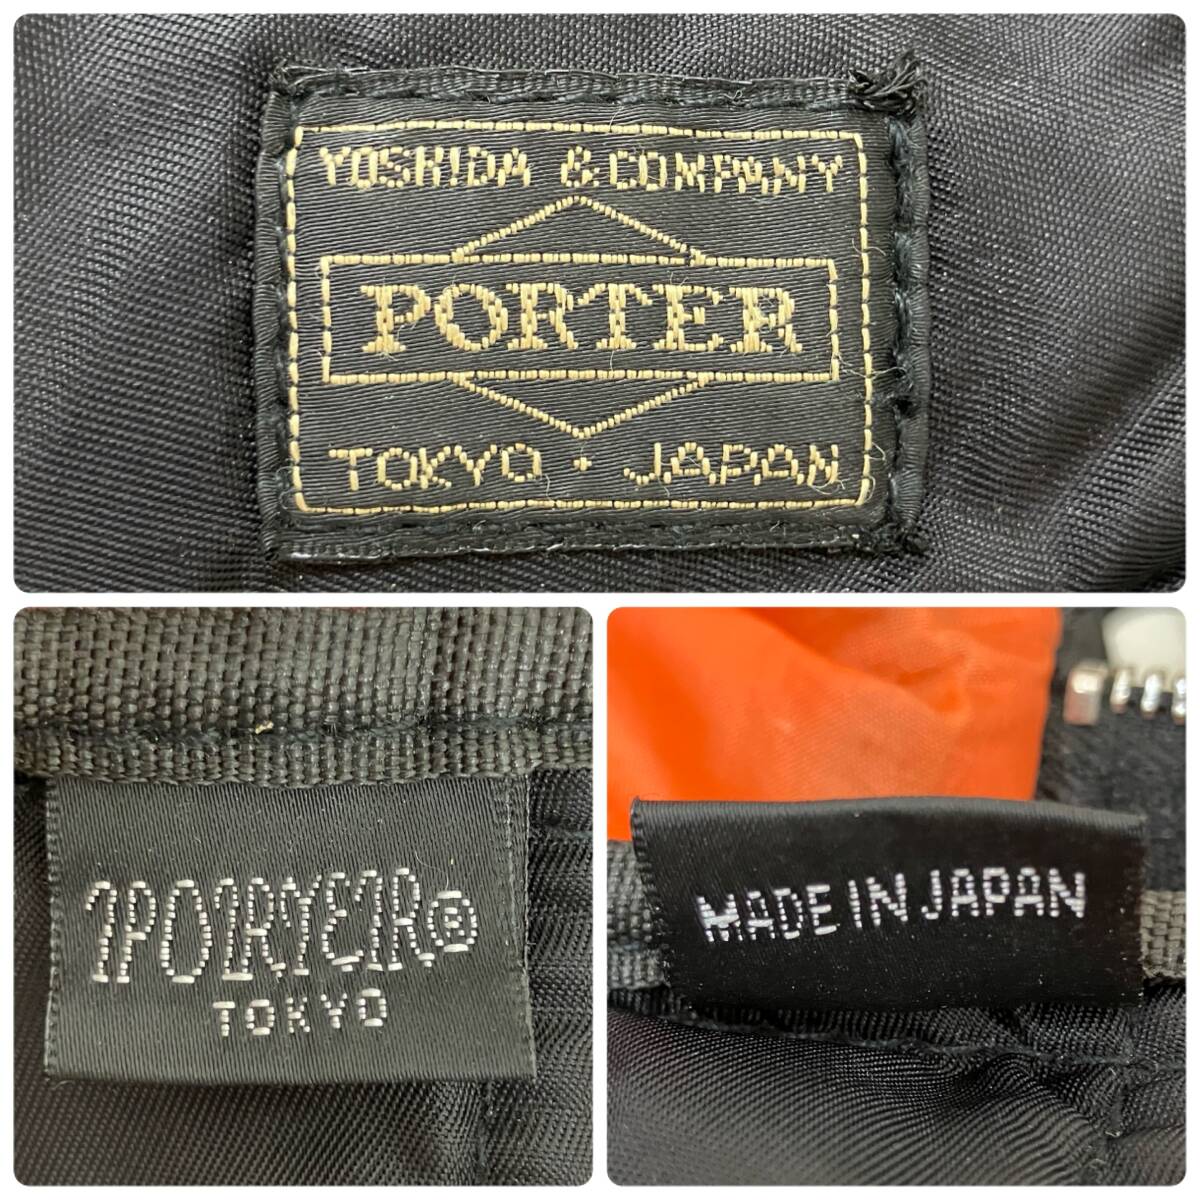 YOSHIDA & COMPANY
PORTER
TOKYO · JAPAN
PORTER®
TOKYO
MADE IN JAPAN